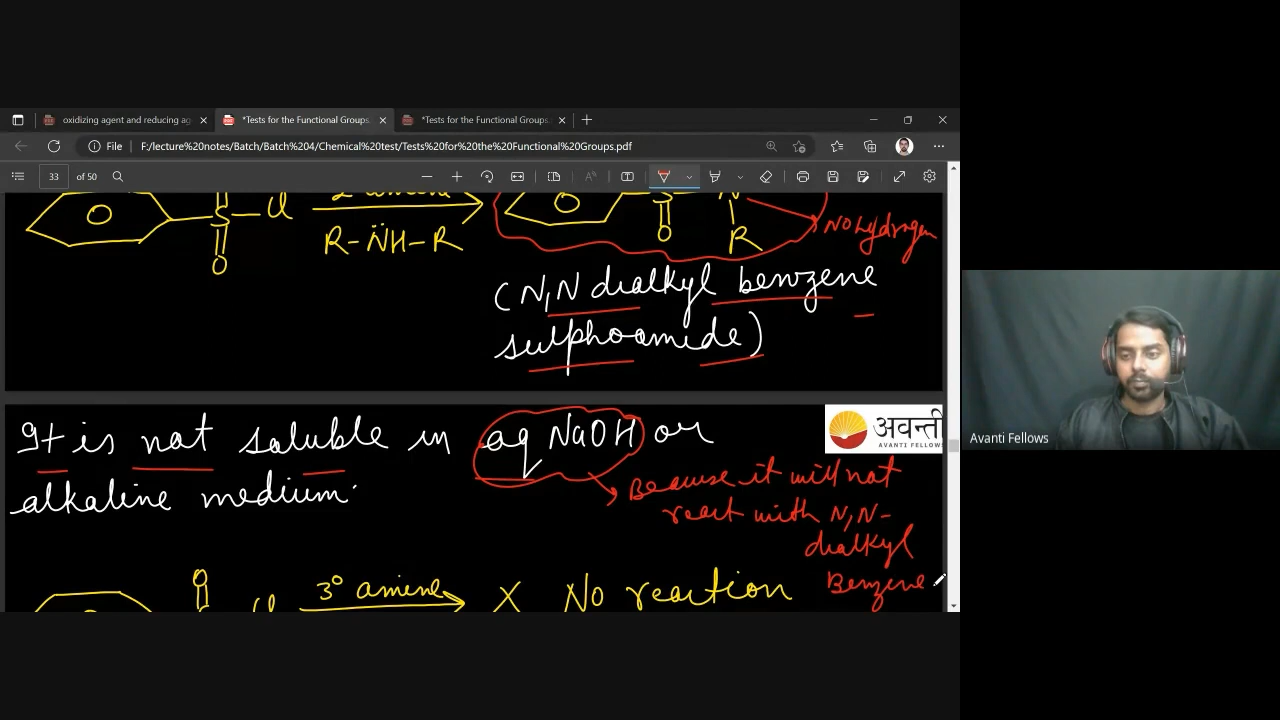 oxidizing agent and reducing ag
*Tests for the Functional Groups.
*Tests for the Functional Groups.
File
F:/lecture%20notes/Batch/Batch%204/Chemical%20test/Tests%20for%20the%20Functional%20Groups.pdf
33 of 50
S
Cl
R-N̈H-R
O
O
S
O
N
R
No hydrogen
(N,N dialkyl benzene
sulphoamide)
It is not soluble in aq NaOH or
alkaline medium.
अवन्ती
AVANTI FELLOWS
Because it will not
react with N,N-
dialkyl
Benzene
O
3° amine
X No reaction
Avanti Fellows